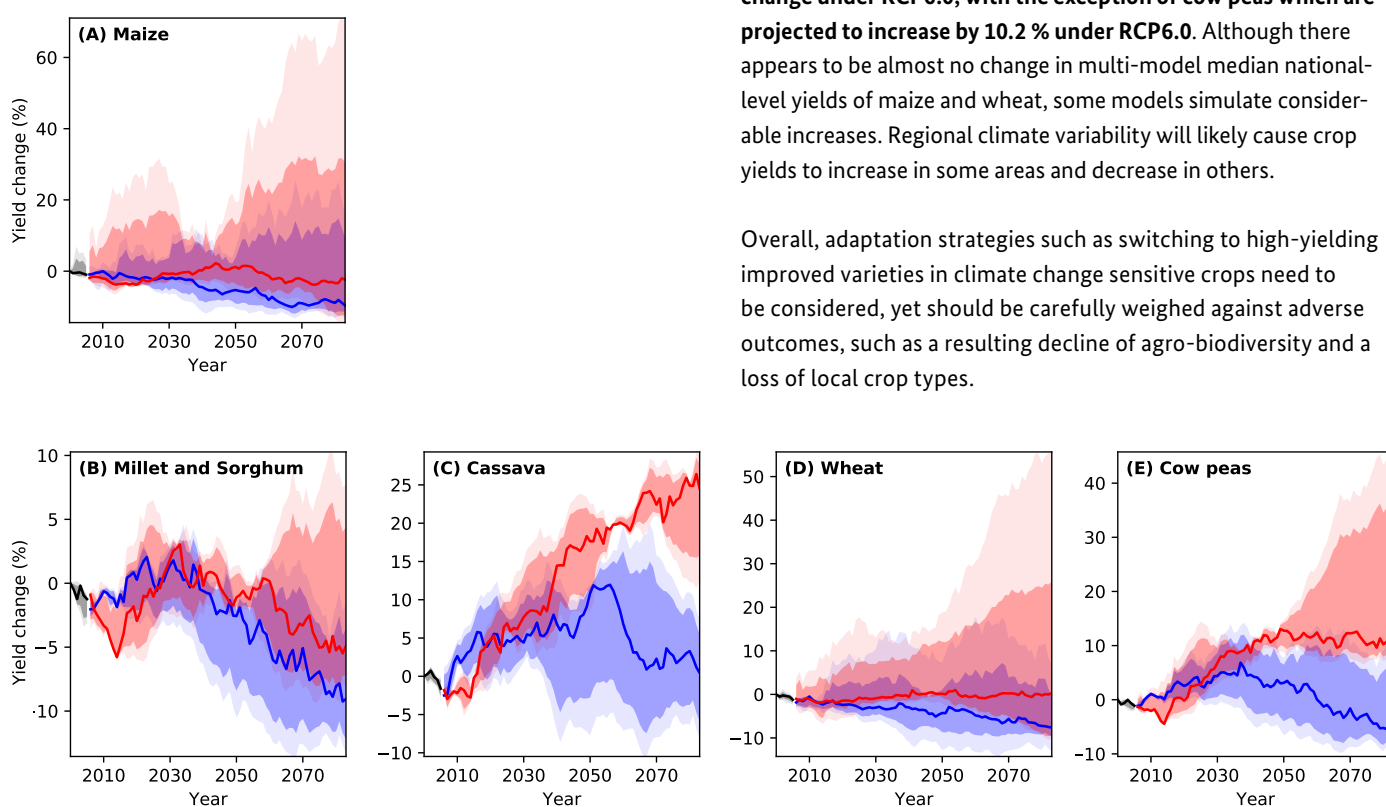 change under RCP6.0, with the exception of cow peas which are
projected to increase by 10.2 % under RCP6.0. Although there
appears to be almost no change in multi-model median national-
level yields of maize and wheat, some models simulate consider-
able increases. Regional climate variability will likely cause crop
yields to increase in some areas and decrease in others.
Overall, adaptation strategies such as switching to high-yielding
improved varieties in climate change sensitive crops need to
be considered, yet should be carefully weighed against adverse
outcomes, such as a resulting decline of agro-biodiversity and a
loss of local crop types.
(A) Maize
Yield change (%)
60
40
20
0
2010 2030 2050 2070
Year
(B) Millet and Sorghum
Yield change (%)
10
5
0
−5
-10
2010 2030 2050 2070
Year
(C) Cassava
25
20
15
10
5
0
−5
−10
2010 2030 2050 2070
Year
(D) Wheat
50
40
30
20
10
0
−10
2010 2030 2050 2070
Year
(E) Cow peas
40
30
20
10
0
−10
2010 2030 2050 2070
Year